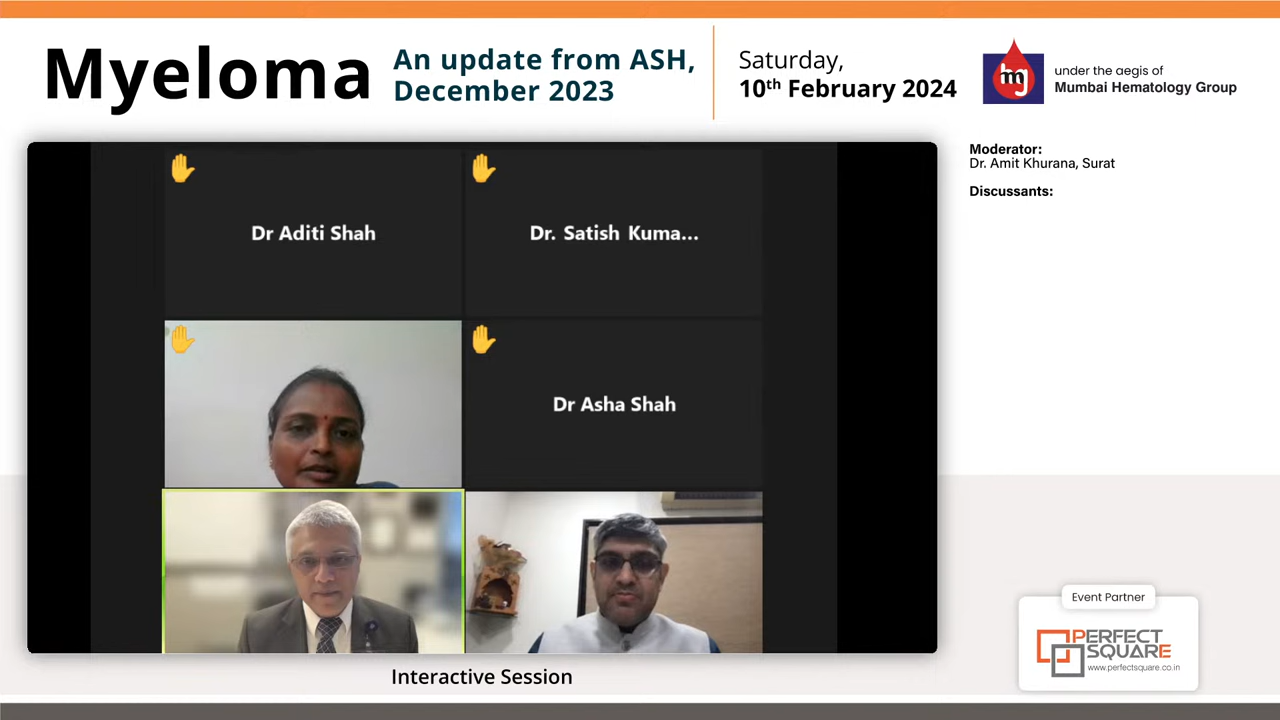 Myeloma
An update from ASH,
December 2023
Saturday,
10th February 2024
mg
under the aegis of
Mumbai Hematology Group
Moderator:
Dr. Amit Khurana, Surat
Discussants:
Dr Aditi Shah
Dr. Satish Kuma...
Dr Asha Shah
Interactive Session
Event Partner
PERFECT
SQUARE
www.perfectsquare.co.in